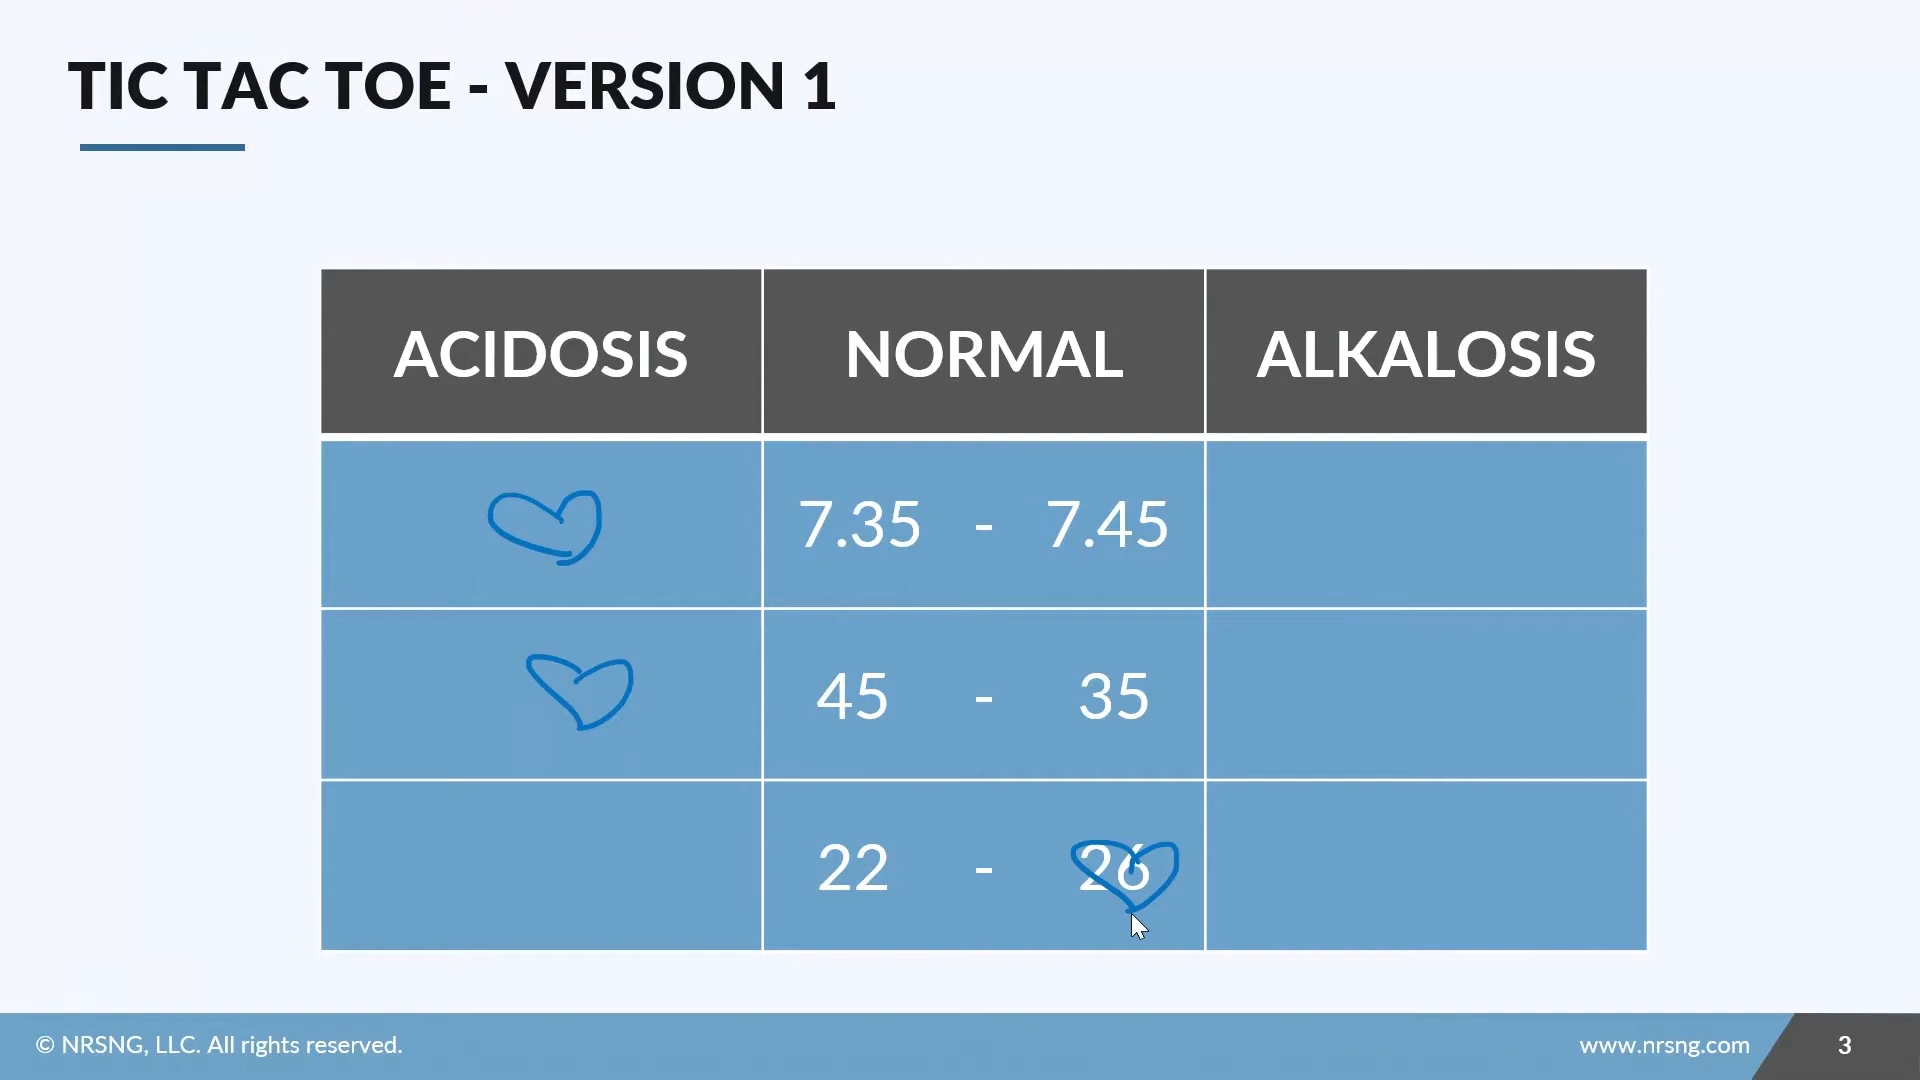 TIC TAC TOE - VERSION 1
ACIDOSIS NORMAL ALKALOSIS
7.35 - 7.45
45 - 35
22 - 26
© NRSNG, LLC. All rights reserved. www.nrsng.com 3